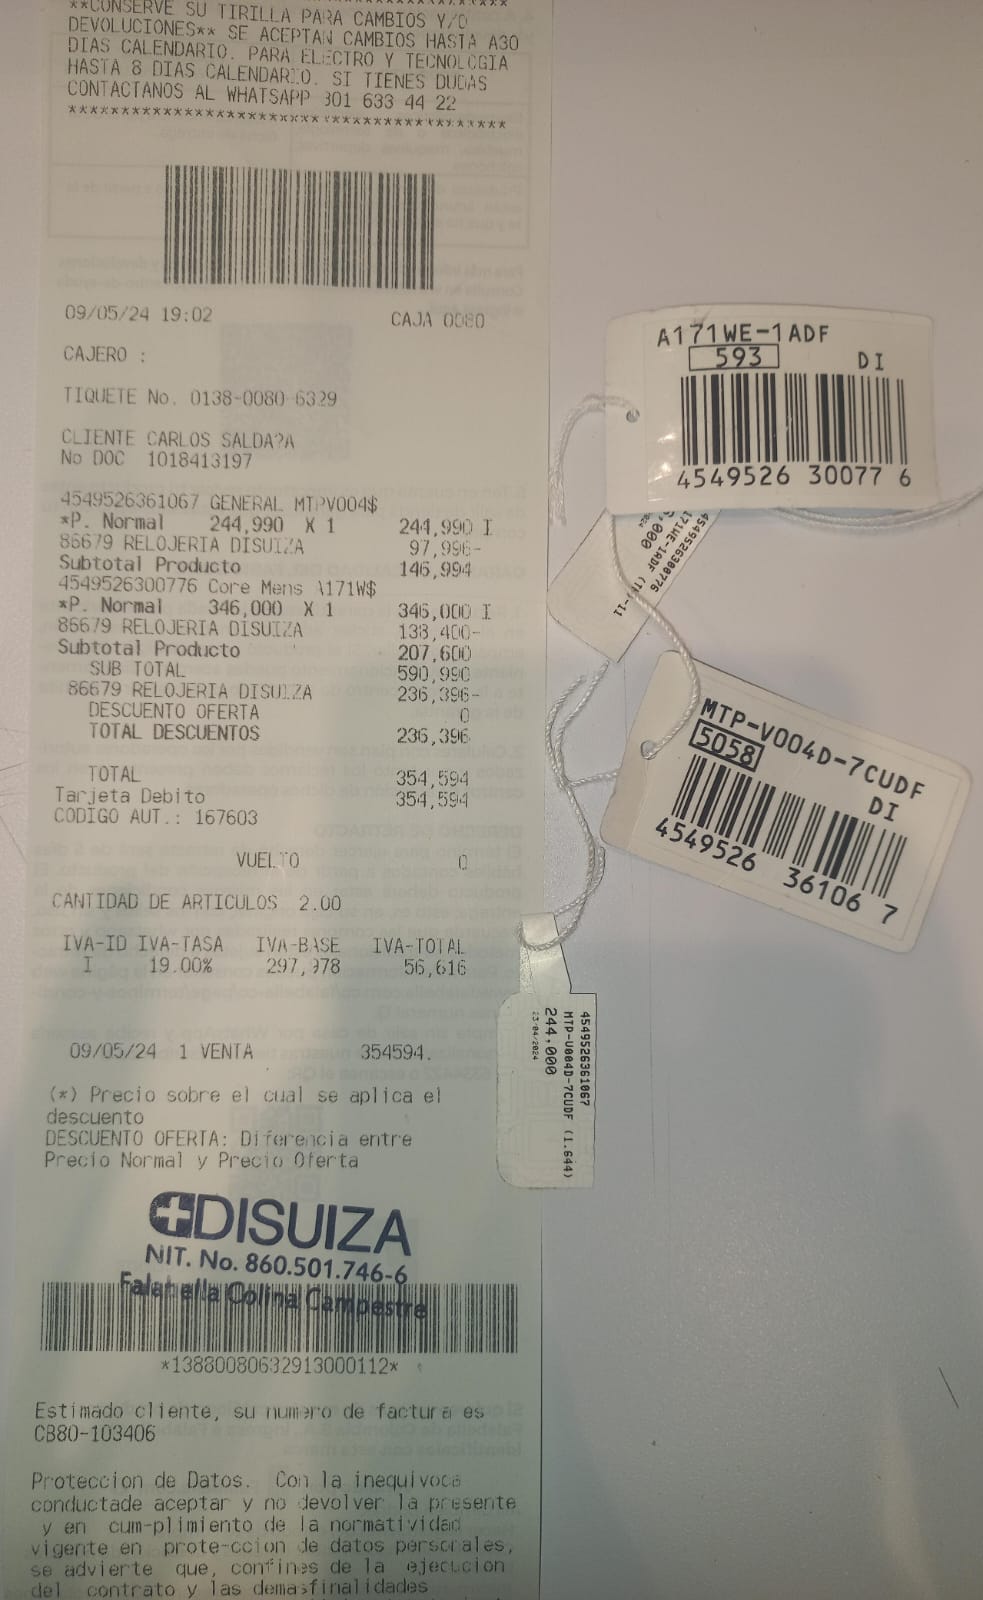 **CONSERVE SU TIRILLA PARA CAMBIOS Y/O
DEVOLUCIONES** SE ACEPTAN CAMBIOS HASTA A30
DIAS CALENDARIO. PARA ELECTRO Y TECNOLOGIA
HASTA 8 DIAS CALENDARIO. SI TIENES DUDAS
CONTACTANOS AL WHATSAPP 301 633 44 22
******************************************
09/05/24 19:02 CAJA 0080
CAJERO :
TIQUETE No. 0138-0080-6329
CLIENTE CARLOS SALDA?A
No DOC 1018413197
4549526361067 GENERAL MTPV004$
*P. Normal 244,990 X 1 244,990 I
86679 RELOJERIA DISUIZA 97,996-
Subtotal Producto 146,994
4549526300776 Core Mens A171W$
*P. Normal 346,000 X 1 346,000 I
86679 RELOJERIA DISUIZA 138,400-
Subtotal Producto 207,600
SUB TOTAL 590,990
86679 RELOJERIA DISUIZA 236,396-
DESCUENTO OFERTA 0
TOTAL DESCUENTOS 236,396
TOTAL 354,594
Tarjeta Debito 354,594
CODIGO AUT.: 167603
VUELTO 0
CANTIDAD DE ARTICULOS 2.00
IVA-ID IVA-TASA IVA-BASE IVA-TOTAL
I 19.00% 297,978 56,616
09/05/24 1 VENTA 354594.
(*) Precio sobre el cual se aplica el
descuento
DESCUENTO OFERTA: Diferencia entre
Precio Normal y Precio Oferta
DISUIZA
NIT. No. 860.501.746-6
Falabella Colina Campestre
*13880080632913000112*
Estimado cliente, su numero de factura es
CB80-103406
Proteccion de Datos. Con la inequivoca
conductade aceptar y no devolver la presente
y en cum-plimiento de la normatividad
vigente en prote-ccion de datos personales,
se advierte que, confines de la ejecucion
del contrato y las demasfinalidades
A171WE-1ADF
593 DI
4549526 30077 6
4549526300776
MTP-V004D-7CUDF
5058 DI
4549526 36106 7
4549526361067
MTP-V004D-7CUDF (1.644)
244,000
23/04/2024